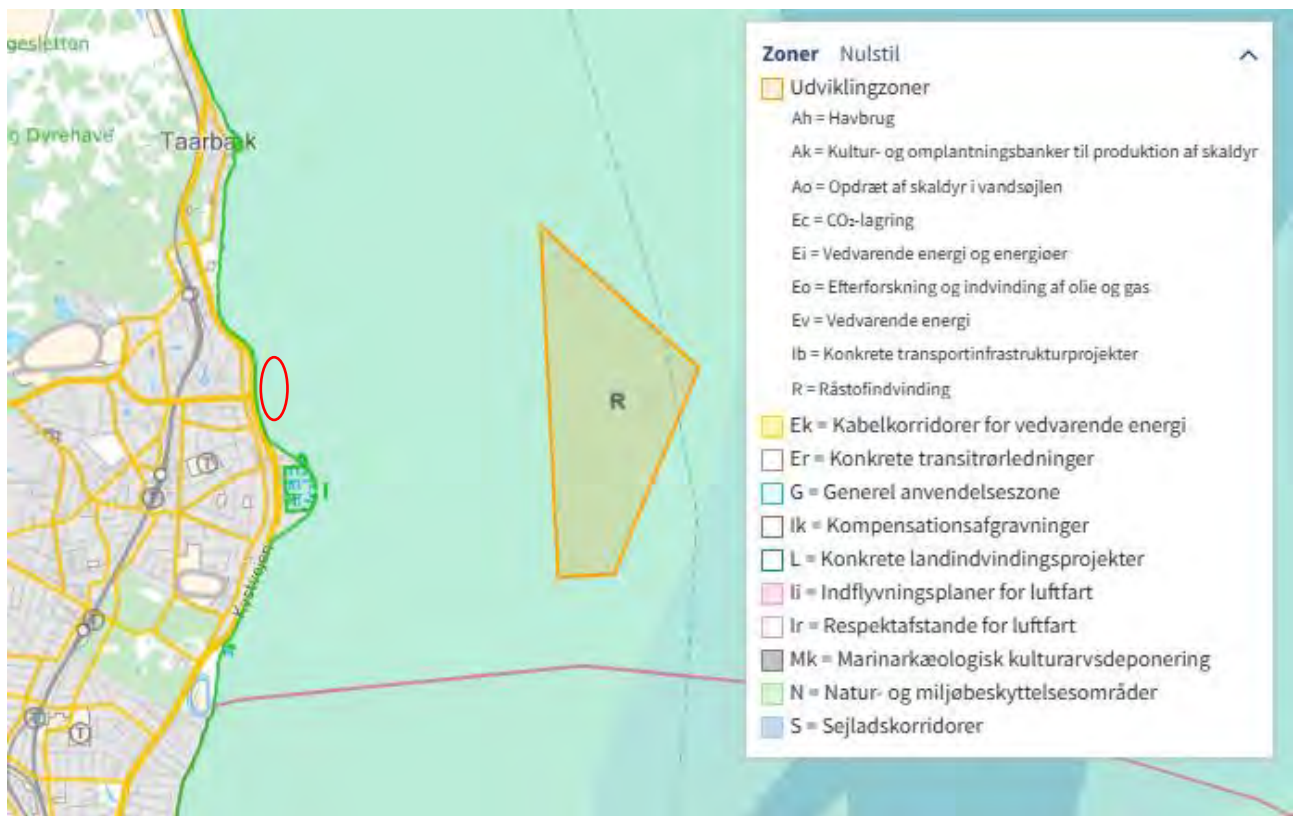 gesletten
Dyrehave
Taarbæk
R
Kystvejen
T
T
T
T
Zoner Nulstil
Udviklingzoner
Ah = Havbrug
Ak = Kultur- og omplantningsbanker til produktion af skaldyr
Ao = Opdræt af skaldyr i vandsøjlen
Ec = CO₂-lagring
Ei = Vedvarende energi og energiøer
Eo = Efterforskning og indvinding af olie og gas
Ev = Vedvarende energi
Ib = Konkrete transportinfrastrukturprojekter
R = Råstofindvinding
Ek = Kabelkorridorer for vedvarende energi
Er = Konkrete transitrørledninger
G = Generel anvendelseszone
Ik = Kompensationsafgravninger
L = Konkrete landindvindingsprojekter
Ii = Indflyvningsplaner for luftfart
Ir = Respektafstande for luftfart
Mk = Marinarkæologisk kulturarvsdeponering
N = Natur- og miljøbeskyttelsesområder
S = Sejladskorridorer